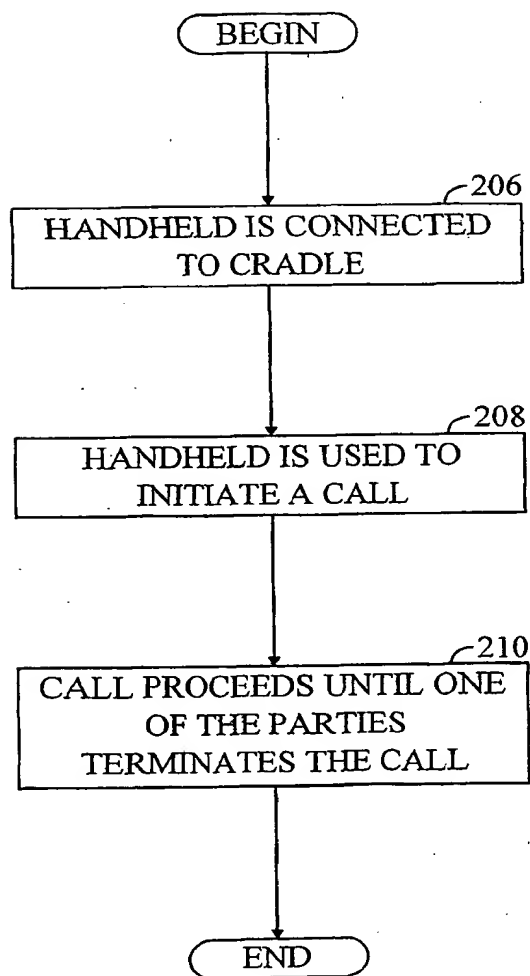 BEGIN
206
HANDHELD IS CONNECTED
TO CRADLE
208
HANDHELD IS USED TO
INITIATE A CALL
210
CALL PROCEEDS UNTIL ONE
OF THE PARTIES
TERMINATES THE CALL
END